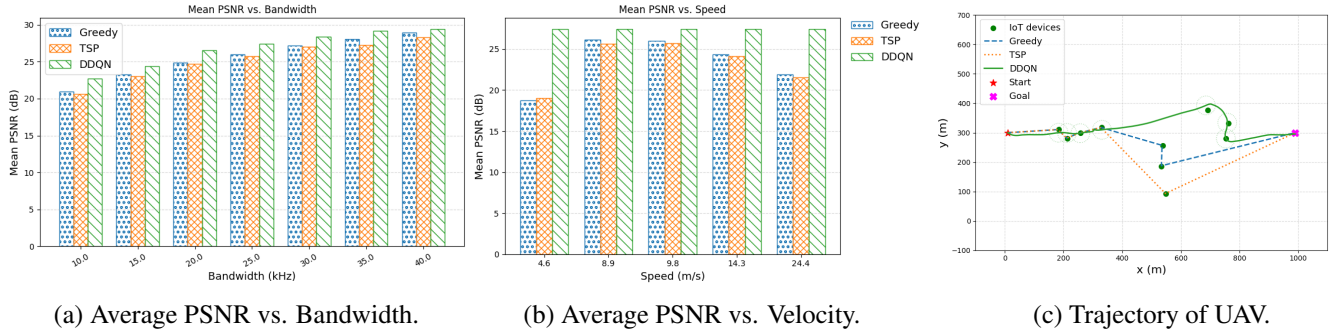 Mean PSNR vs. Bandwidth
Mean PSNR (dB)
30
25
20
15
10
5
0
Greedy
TSP
DDQN
10.0
15.0
20.0
25.0
30.0
35.0
40.0
Bandwidth (kHz)
(a) Average PSNR vs. Bandwidth.
Mean PSNR vs. Speed
Mean PSNR (dB)
25
20
15
10
5
0
4.6
8.9
9.8
14.3
24.4
Speed (m/s)
Greedy
TSP
DDQN
(b) Average PSNR vs. Velocity.
y (m)
700
600
500
400
300
200
100
0
-100
IoT devices
Greedy
TSP
DDQN
Start
Goal
0
200
400
600
800
1000
x (m)
(c) Trajectory of UAV.